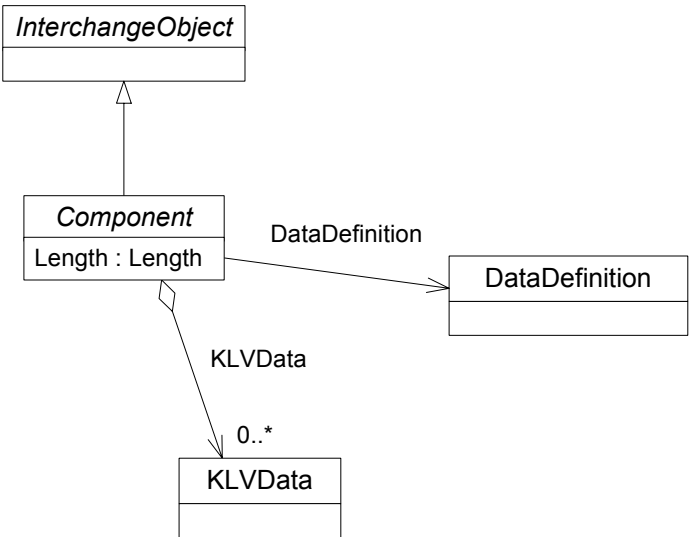 InterchangeObject
Component
Length : Length
DataDefinition
DataDefinition
KLVData
0..*
KLVData